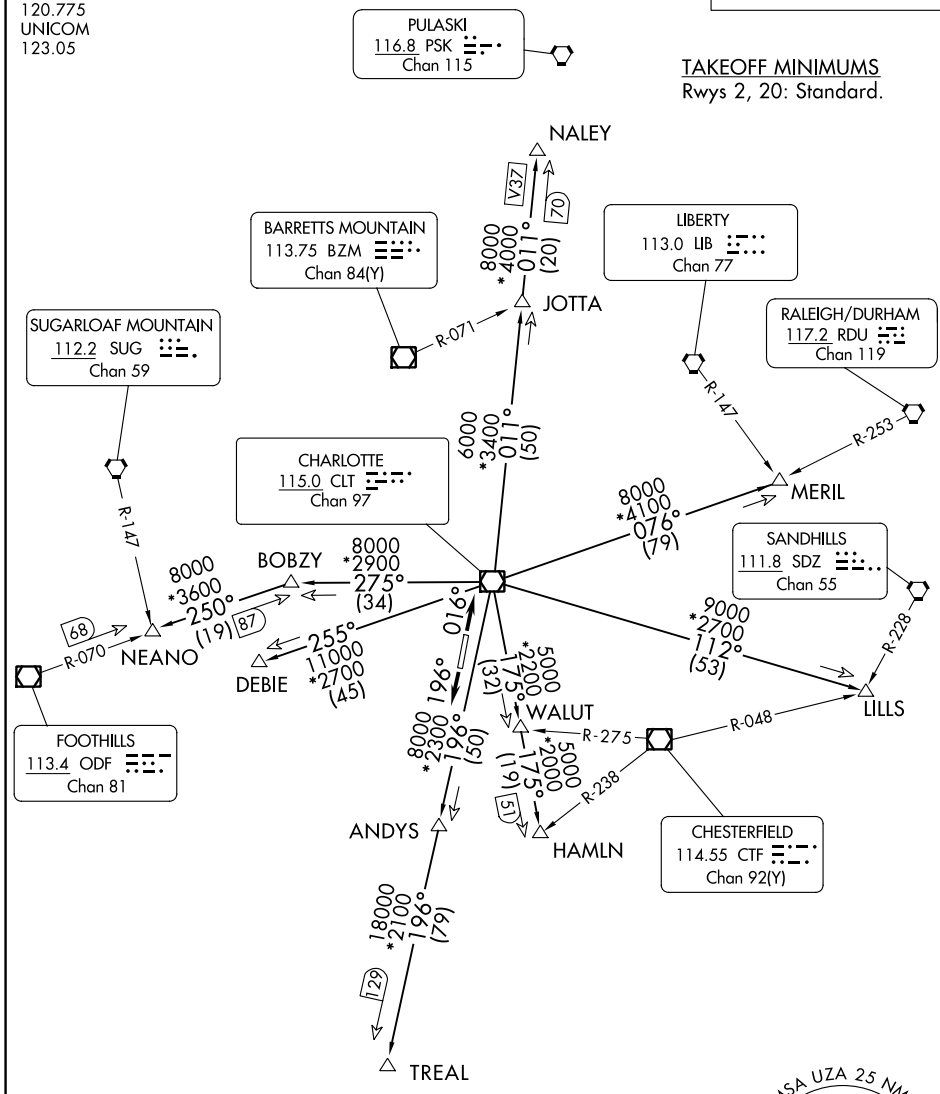 120.775
UNICOM
123.05
PULASKI
116.8 PSK
Chan 115
TAKEOFF MINIMUMS
Rwys 2, 20: Standard.
NALEY
V37
70
8000
*4000
011°
(20)
BARRETTS MOUNTAIN
113.75 BZM
Chan 84(Y)
LIBERTY
113.0 LIB
Chan 77
JOTTA
R-071
SUGARLOAF MOUNTAIN
112.2 SUG
Chan 59
RALEIGH/DURHAM
117.2 RDU
Chan 119
R-147
R-253
6000
*3400
011°
(50)
CHARLOTTE
115.0 CLT
Chan 97
MERIL
8000
*4100
076°
(79)
R-147
SANDHILLS
111.8 SDZ
Chan 55
BOBZY
8000
*2900
275°
(34)
8000
*3600
250°
(19)
87
68
R-070
NEANO
DEBIE
255°
11000
*2700
(45)
016°
196°
9000
*2700
112°
(53)
R-228
LILLS
5000
*2200
175°
(32)
WALUT
R-275
R-048
FOOTHILLS
113.4 ODF
Chan 81
8000
*2300
196°
(50)
5000
*2000
175°
(19)
51
R-238
ANDYS
HAMLN
CHESTERFIELD
114.55 CTF
Chan 92(Y)
18000
*2100
196°
(79)
129
TREAL
MSA UZA 25 NM